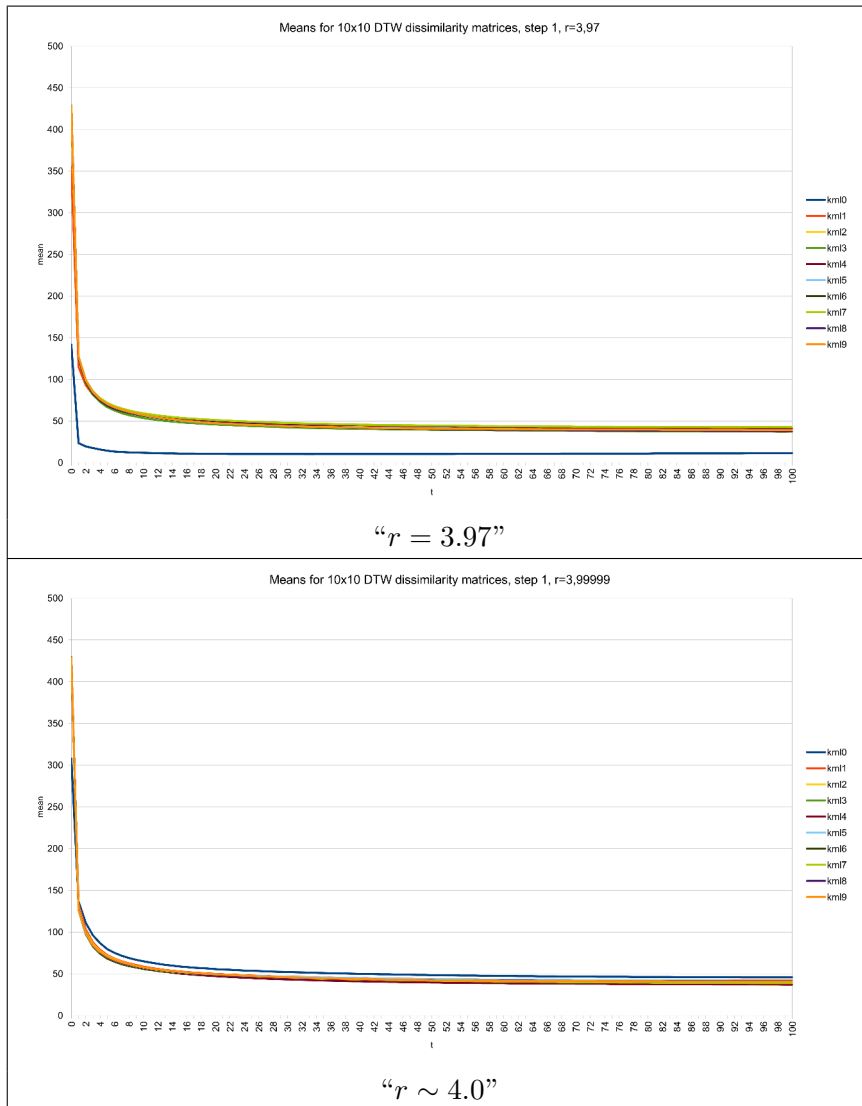 Means for 10x10 DTW dissimilarity matrices, step 1, r=3,97
500
450
400
350
300
250
200
150
100
50
0
mean
0 2 4 6 8 10 12 14 16 18 20 22 24 26 28 30 32 34 36 38 40 42 44 46 48 50 52 54 56 58 60 62 64 66 68 70 72 74 76 78 80 82 84 86 88 90 92 94 96 98 100
t
kml0
kml1
kml2
kml3
kml4
kml5
kml6
kml7
kml8
kml9
“r = 3.97”
Means for 10x10 DTW dissimilarity matrices, step 1, r=3,99999
500
450
400
350
300
250
200
150
100
50
0
mean
0 2 4 6 8 10 12 14 16 18 20 22 24 26 28 30 32 34 36 38 40 42 44 46 48 50 52 54 56 58 60 62 64 66 68 70 72 74 76 78 80 82 84 86 88 90 92 94 96 98 100
t
kml0
kml1
kml2
kml3
kml4
kml5
kml6
kml7
kml8
kml9
“r ∼ 4.0”